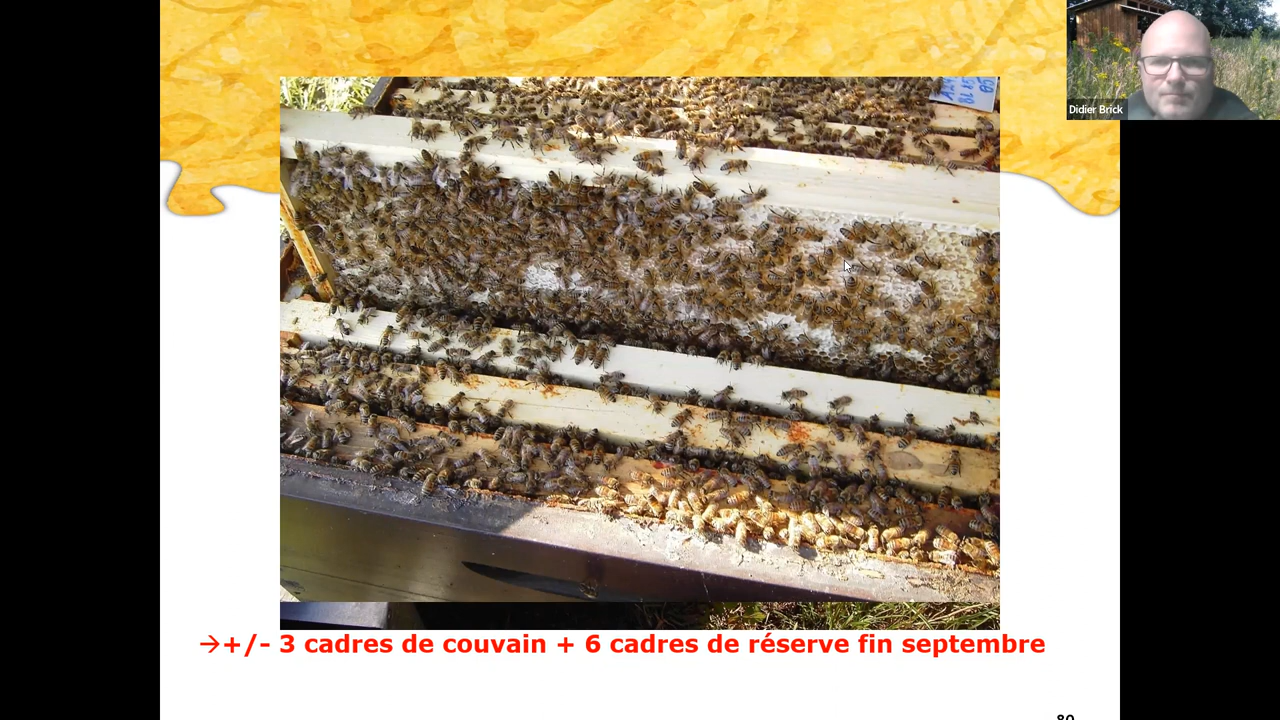 Didier Brick
→+/- 3 cadres de couvain + 6 cadres de réserve fin septembre